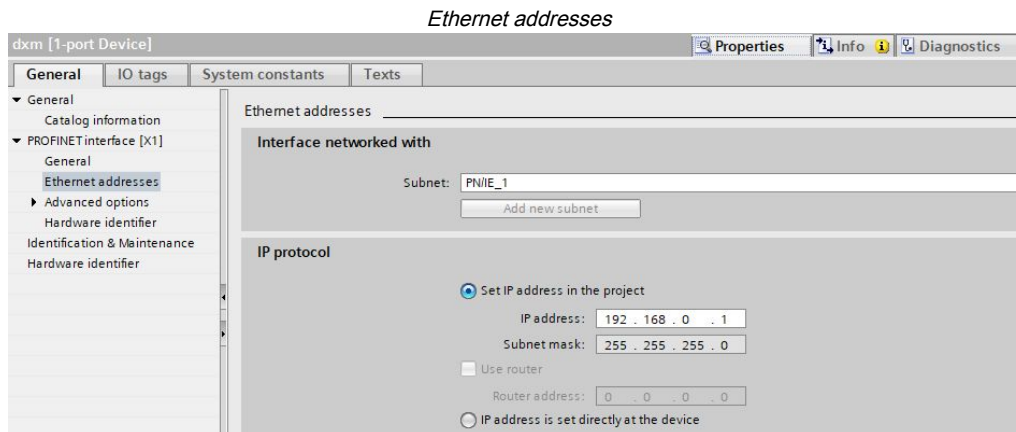 Ethernet addresses
dxm [1-port Device]
Properties
Info
Diagnostics
General
IO tags
System constants
Texts
General
Catalog information
PROFINET interface [X1]
General
Ethernet addresses
Advanced options
Hardware identifier
Identification & Maintenance
Hardware identifier
Ethernet addresses
Interface networked with
Subnet: PN/IE_1
Add new subnet
IP protocol
Set IP address in the project
IP address: 192 . 168 . 0 . 1
Subnet mask: 255 . 255 . 255 . 0
Use router
Router address: 0 . 0 . 0 . 0
IP address is set directly at the device